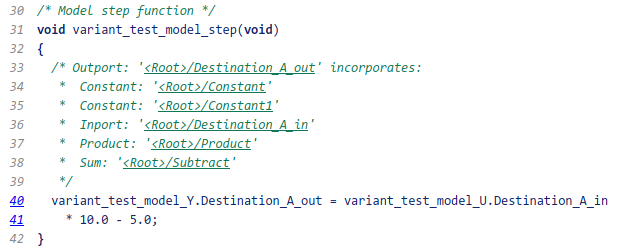 30 /* Model step function */
31 void variant_test_model_step(void)
32 {
33 /* Outport: '<Root>/Destination_A_out' incorporates:
34 * Constant: '<Root>/Constant'
35 * Constant: '<Root>/Constant1'
36 * Inport: '<Root>/Destination_A_in'
37 * Product: '<Root>/Product'
38 * Sum: '<Root>/Subtract'
39 */
40 variant_test_model_Y.Destination_A_out = variant_test_model_U.Destination_A_in
41 * 10.0 - 5.0;
42 }